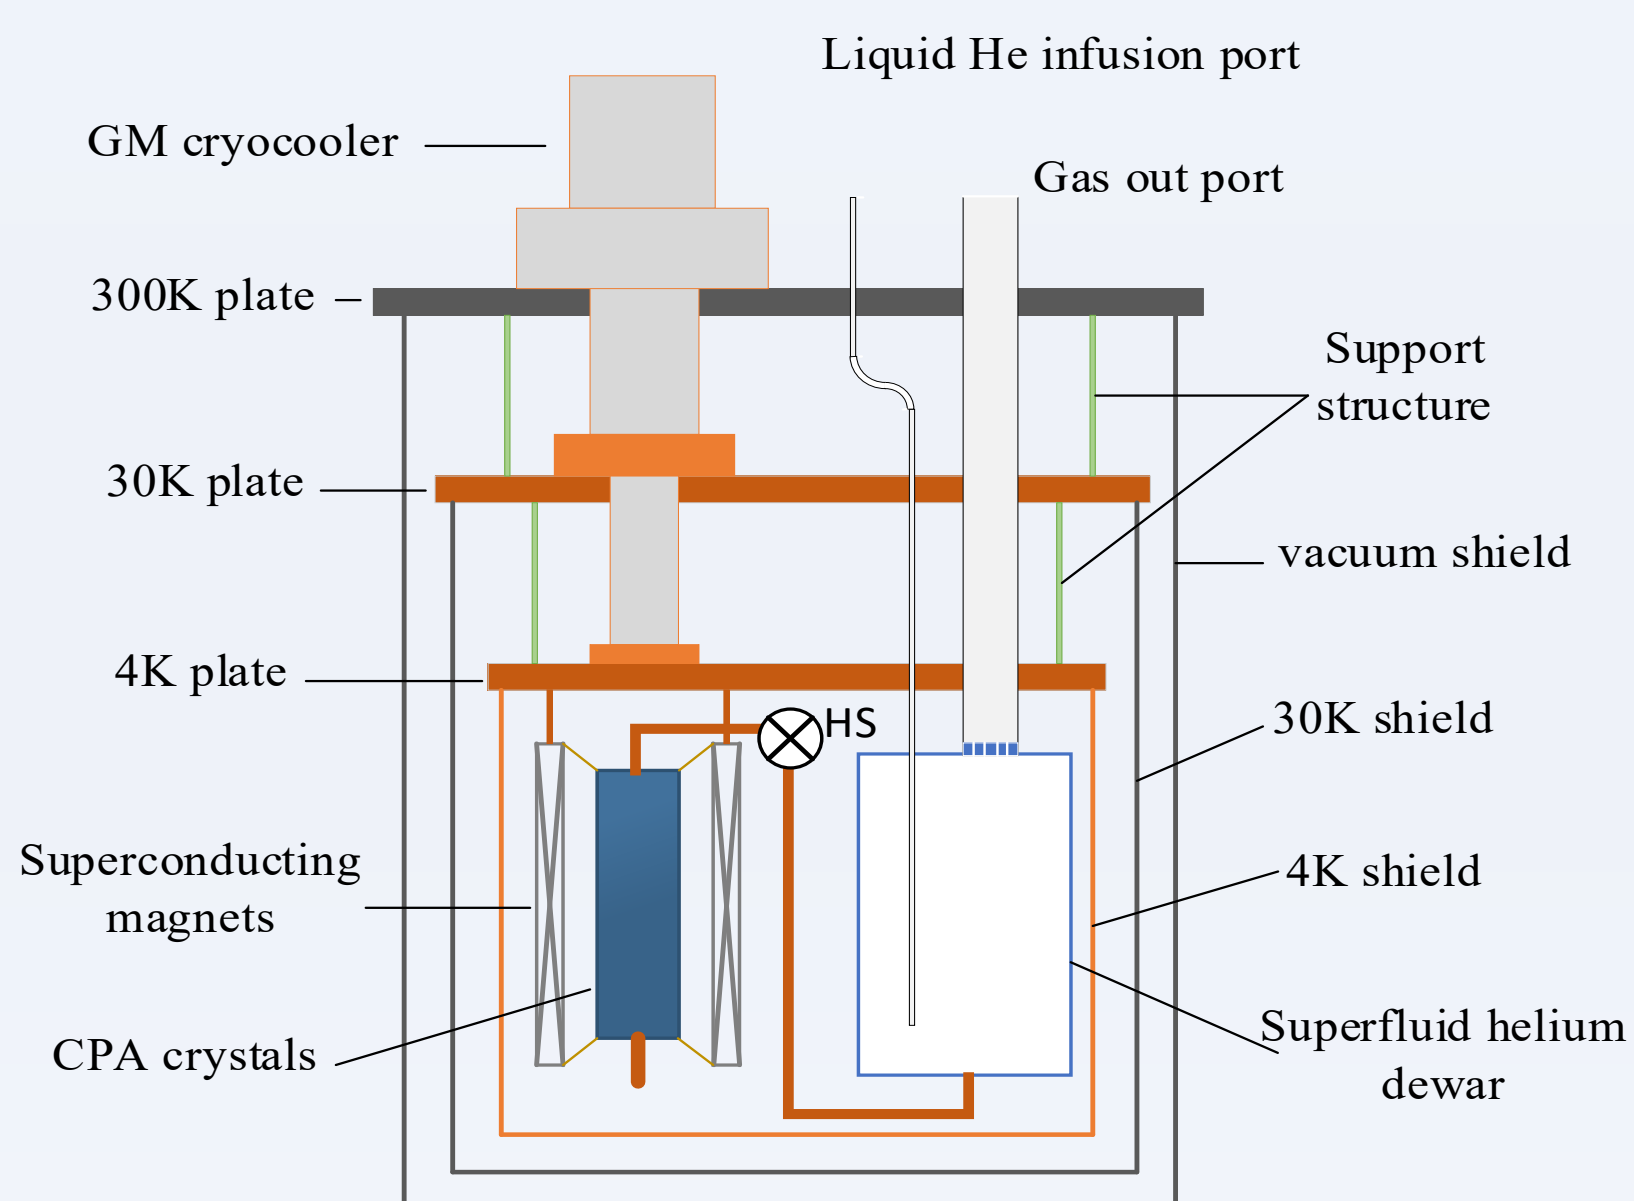 Liquid He infusion port
GM cryocooler
Gas out port
300K plate
Support
structure
30K plate
vacuum shield
4K plate
HS
30K shield
Superconducting
magnets
4K shield
CPA crystals
Superfluid helium
dewar